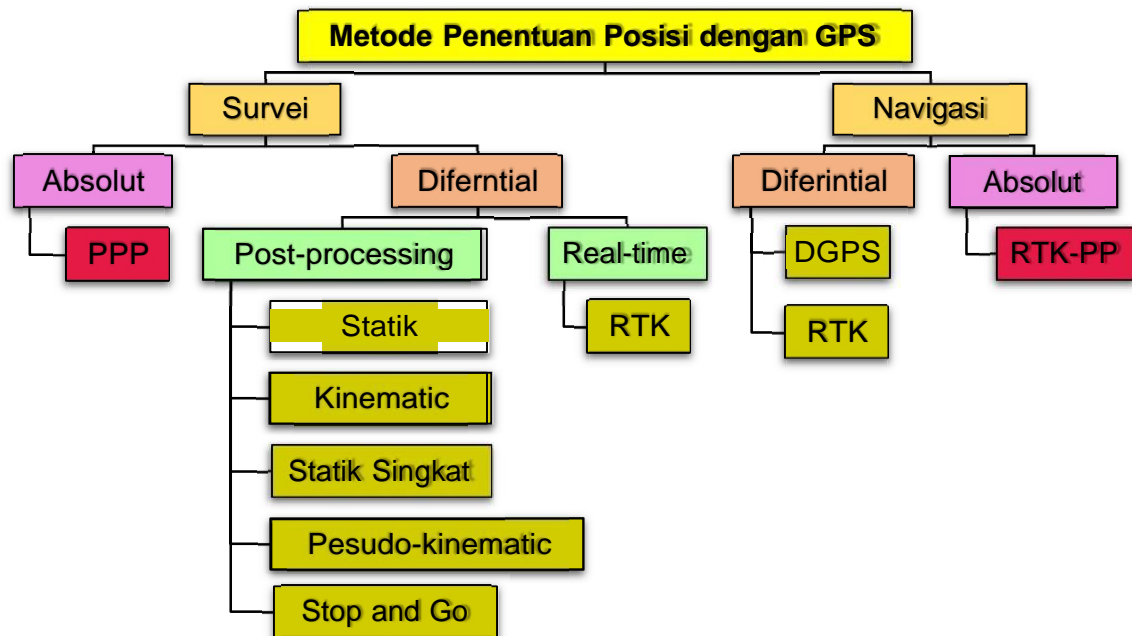 Metode Penentuan Posisi dengan GPS
Survei
Navigasi
Absolut
Diferntial
Diferintial
Absolut
PPP
Post-processing
Real-time
DGPS
RTK-PP
Statik
RTK
RTK
Kinematic
Statik Singkat
Pesudo-kinematic
Stop and Go